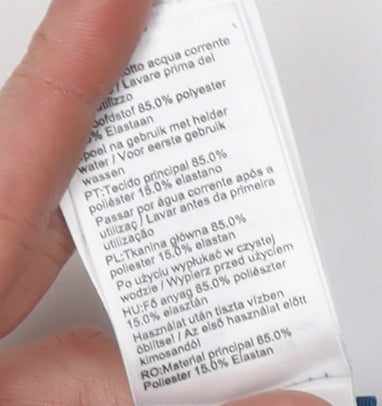 otto acqua corrente
/ Lavare prima del
utilizzo
oofdstof 85.0% polyester
% Elastaan
poel na gebruik met helder
water / Voor eerste gebruik
wassen
PT:Tecido principal 85.0%
poliéster 15.0% elastano
Passar por água corrente após a
utilizaç / Lavar antes da primeira
utilização
PL:Tkanina główna 85.0%
poliester 15.0% elastan
Po użyciu wypłukać w czystej
wodzie / Wypierz przed użyciem
HU:Fő anyag 85.0% poliészter
15.0% elasztán
Használat után tiszta vízben
öblítsel / Az első használat előtt
kimosandól
RO:Material principal 85.0%
Poliester 15.0% Elastan